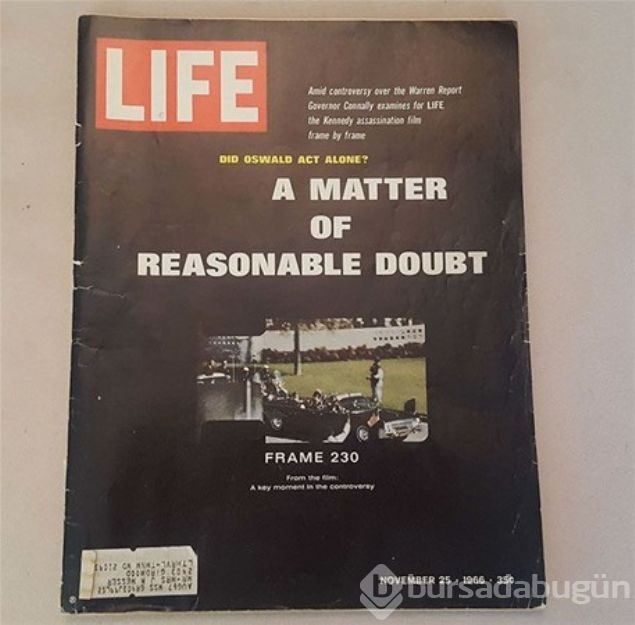 LIFE
Amid controversy over the Warren Report
Governor Connally examines for LIFE
the Kennedy assassination film
frame by frame
DID OSWALD ACT ALONE?
A MATTER
OF
REASONABLE DOUBT
FRAME 230
From the film:
A key moment in the controversy
NOVEMBER 25 · 1966 · 35¢
bursadabugün